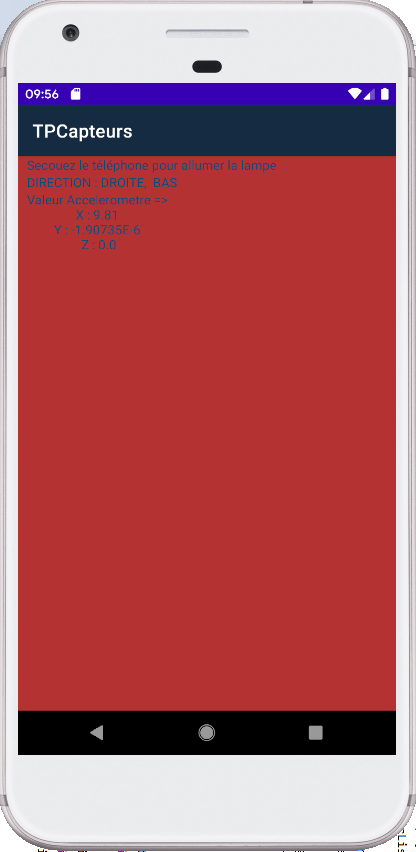 09:56
TPCapteurs
Secouez le téléphone pour allumer la lampe
DIRECTION : DROITE, BAS
Valeur Accelerometre =>
X : 9.81
Y : -1.90735E-6
Z : 0.0